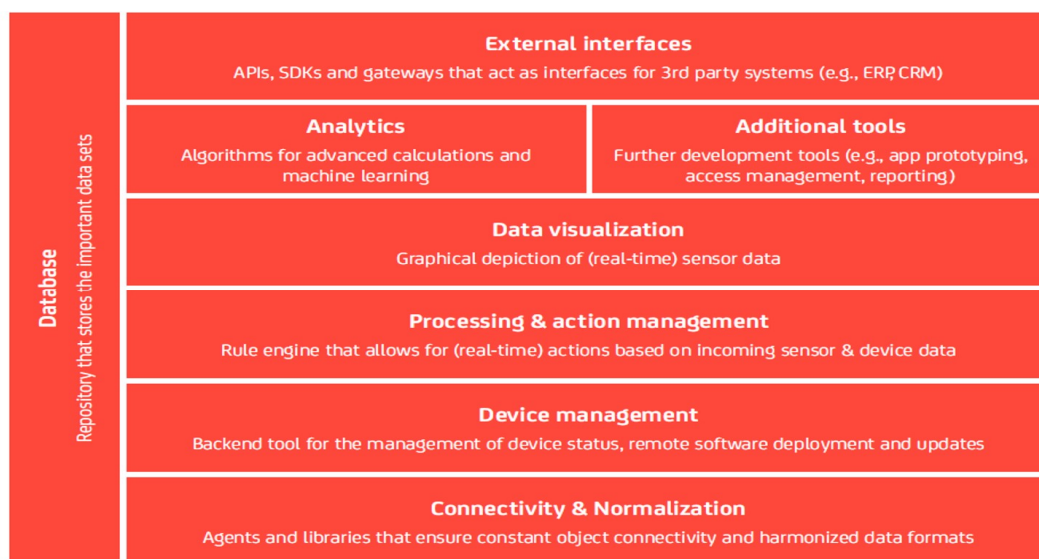 Database
Repository that stores the important data sets
External interfaces
APIs, SDKs and gateways that act as interfaces for 3rd party systems (e.g., ERP, CRM)
Analytics
Algorithms for advanced calculations and
machine learning
Additional tools
Further development tools (e.g., app prototyping,
access management, reporting)
Data visualization
Graphical depiction of (real-time) sensor data
Processing & action management
Rule engine that allows for (real-time) actions based on incoming sensor & device data
Device management
Backend tool for the management of device status, remote software deployment and updates
Connectivity & Normalization
Agents and libraries that ensure constant object connectivity and harmonized data formats